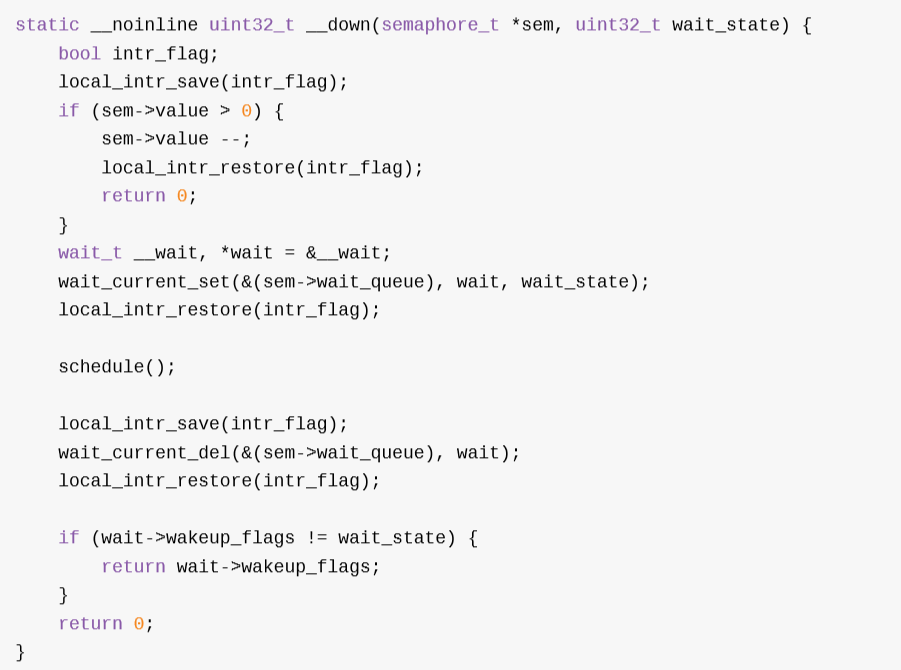 static __noinline uint32_t __down(semaphore_t *sem, uint32_t wait_state) {
    bool intr_flag;
    local_intr_save(intr_flag);
    if (sem->value > 0) {
        sem->value --;
        local_intr_restore(intr_flag);
        return 0;
    }
    wait_t __wait, *wait = &__wait;
    wait_current_set(&(sem->wait_queue), wait, wait_state);
    local_intr_restore(intr_flag);

    schedule();

    local_intr_save(intr_flag);
    wait_current_del(&(sem->wait_queue), wait);
    local_intr_restore(intr_flag);

    if (wait->wakeup_flags != wait_state) {
        return wait->wakeup_flags;
    }
    return 0;
}